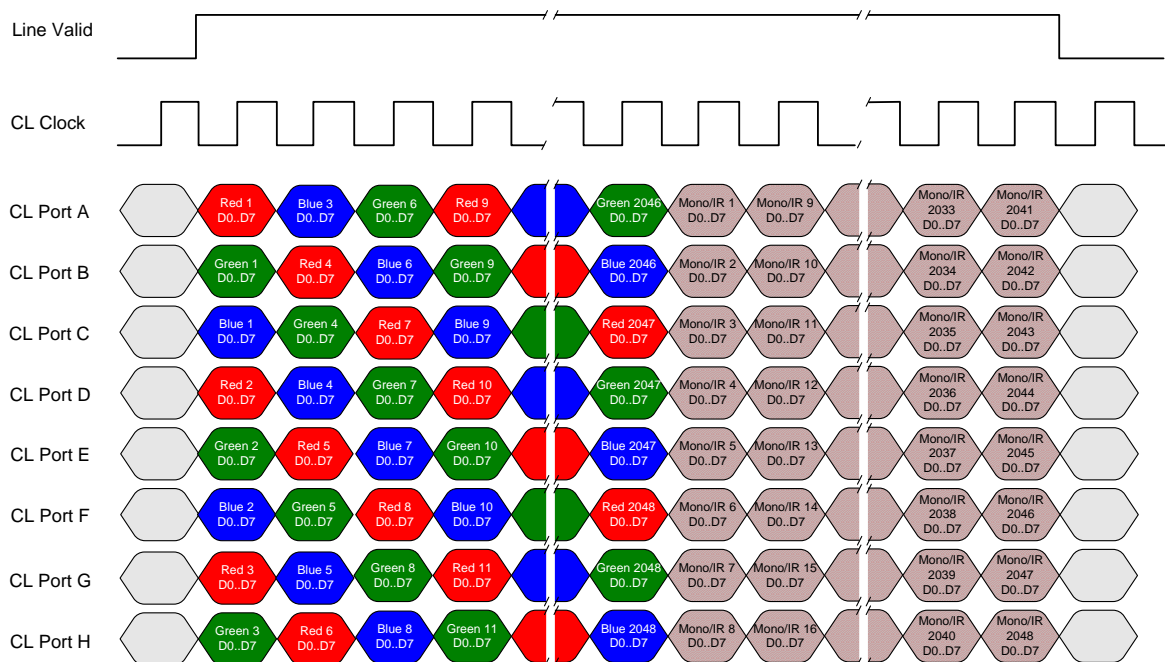 Line Valid
CL Clock
CL Port A
Red 1
D0..D7
Blue 3
D0..D7
Green 6
D0..D7
Red 9
D0..D7
Green 2046
D0..D7
Mono/IR 1
D0..D7
Mono/IR 9
D0..D7
Mono/IR
2033
D0..D7
Mono/IR
2041
D0..D7
CL Port B
Green 1
D0..D7
Red 4
D0..D7
Blue 6
D0..D7
Green 9
D0..D7
Blue 2046
D0..D7
Mono/IR 2
D0..D7
Mono/IR 10
D0..D7
Mono/IR
2034
D0..D7
Mono/IR
2042
D0..D7
CL Port C
Blue 1
D0..D7
Green 4
D0..D7
Red 7
D0..D7
Blue 9
D0..D7
Red 2047
D0..D7
Mono/IR 3
D0..D7
Mono/IR 11
D0..D7
Mono/IR
2035
D0..D7
Mono/IR
2043
D0..D7
CL Port D
Red 2
D0..D7
Blue 4
D0..D7
Green 7
D0..D7
Red 10
D0..D7
Green 2047
D0..D7
Mono/IR 4
D0..D7
Mono/IR 12
D0..D7
Mono/IR
2036
D0..D7
Mono/IR
2044
D0..D7
CL Port E
Green 2
D0..D7
Red 5
D0..D7
Blue 7
D0..D7
Green 10
D0..D7
Blue 2047
D0..D7
Mono/IR 5
D0..D7
Mono/IR 13
D0..D7
Mono/IR
2037
D0..D7
Mono/IR
2045
D0..D7
CL Port F
Blue 2
D0..D7
Green 5
D0..D7
Red 8
D0..D7
Blue 10
D0..D7
Red 2048
D0..D7
Mono/IR 6
D0..D7
Mono/IR 14
D0..D7
Mono/IR
2038
D0..D7
Mono/IR
2046
D0..D7
CL Port G
Red 3
D0..D7
Blue 5
D0..D7
Green 8
D0..D7
Red 11
D0..D7
Green 2048
D0..D7
Mono/IR 7
D0..D7
Mono/IR 15
D0..D7
Mono/IR
2039
D0..D7
Mono/IR
2047
D0..D7
CL Port H
Green 3
D0..D7
Red 6
D0..D7
Blue 8
D0..D7
Green 11
D0..D7
Blue 2048
D0..D7
Mono/IR 8
D0..D7
Mono/IR 16
D0..D7
Mono/IR
2040
D0..D7
Mono/IR
2048
D0..D7